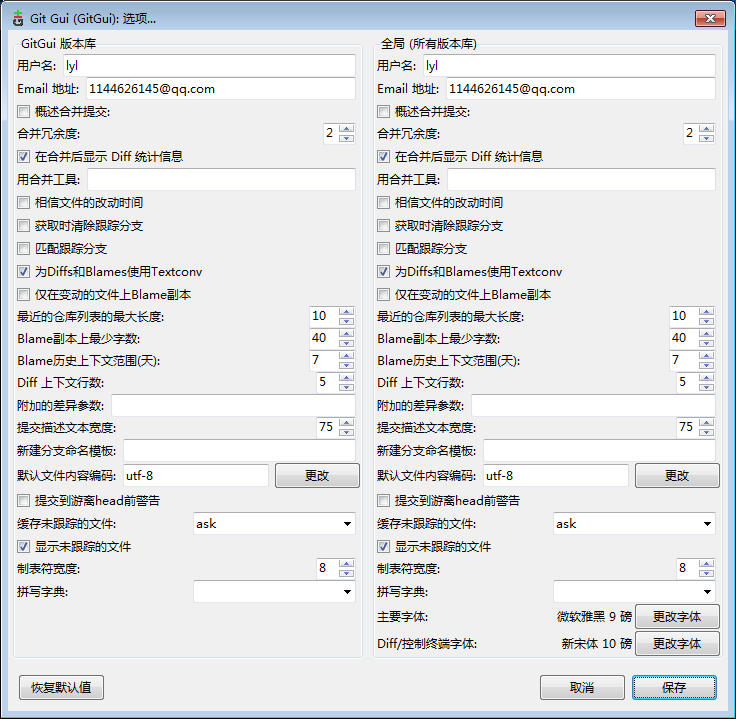 Git Gui (GitGui): 选项...
GitGui 版本库
用户名: lyl
Email 地址: 1144626145@qq.com
概述合并提交:
合并冗余度: 2
在合并后显示 Diff 统计信息
用合并工具:
相信文件的改动时间
获取时清除跟踪分支
匹配跟踪分支
为Diffs和Blames使用Textconv
仅在变动的文件上Blame副本
最近的仓库列表的最大长度: 10
Blame副本上最少字数: 40
Blame历史上下文范围(天): 7
Diff 上下文行数: 5
附加的差异参数:
提交描述文本宽度: 75
新建分支命名模板:
默认文件内容编码: utf-8 更改
提交到游离head前警告
缓存未跟踪的文件: ask
显示未跟踪的文件
制表符宽度: 8
拼写字典:
全局 (所有版本库)
用户名: lyl
Email 地址: 1144626145@qq.com
概述合并提交:
合并冗余度: 2
在合并后显示 Diff 统计信息
用合并工具:
相信文件的改动时间
获取时清除跟踪分支
匹配跟踪分支
为Diffs和Blames使用Textconv
仅在变动的文件上Blame副本
最近的仓库列表的最大长度: 10
Blame副本上最少字数: 40
Blame历史上下文范围(天): 7
Diff 上下文行数: 5
附加的差异参数:
提交描述文本宽度: 75
新建分支命名模板:
默认文件内容编码: utf-8 更改
提交到游离head前警告
缓存未跟踪的文件: ask
显示未跟踪的文件
制表符宽度: 8
拼写字典:
主要字体: 微软雅黑 9 磅 更改字体
Diff/控制终端字体: 新宋体 10 磅 更改字体
恢复默认值 取消 保存